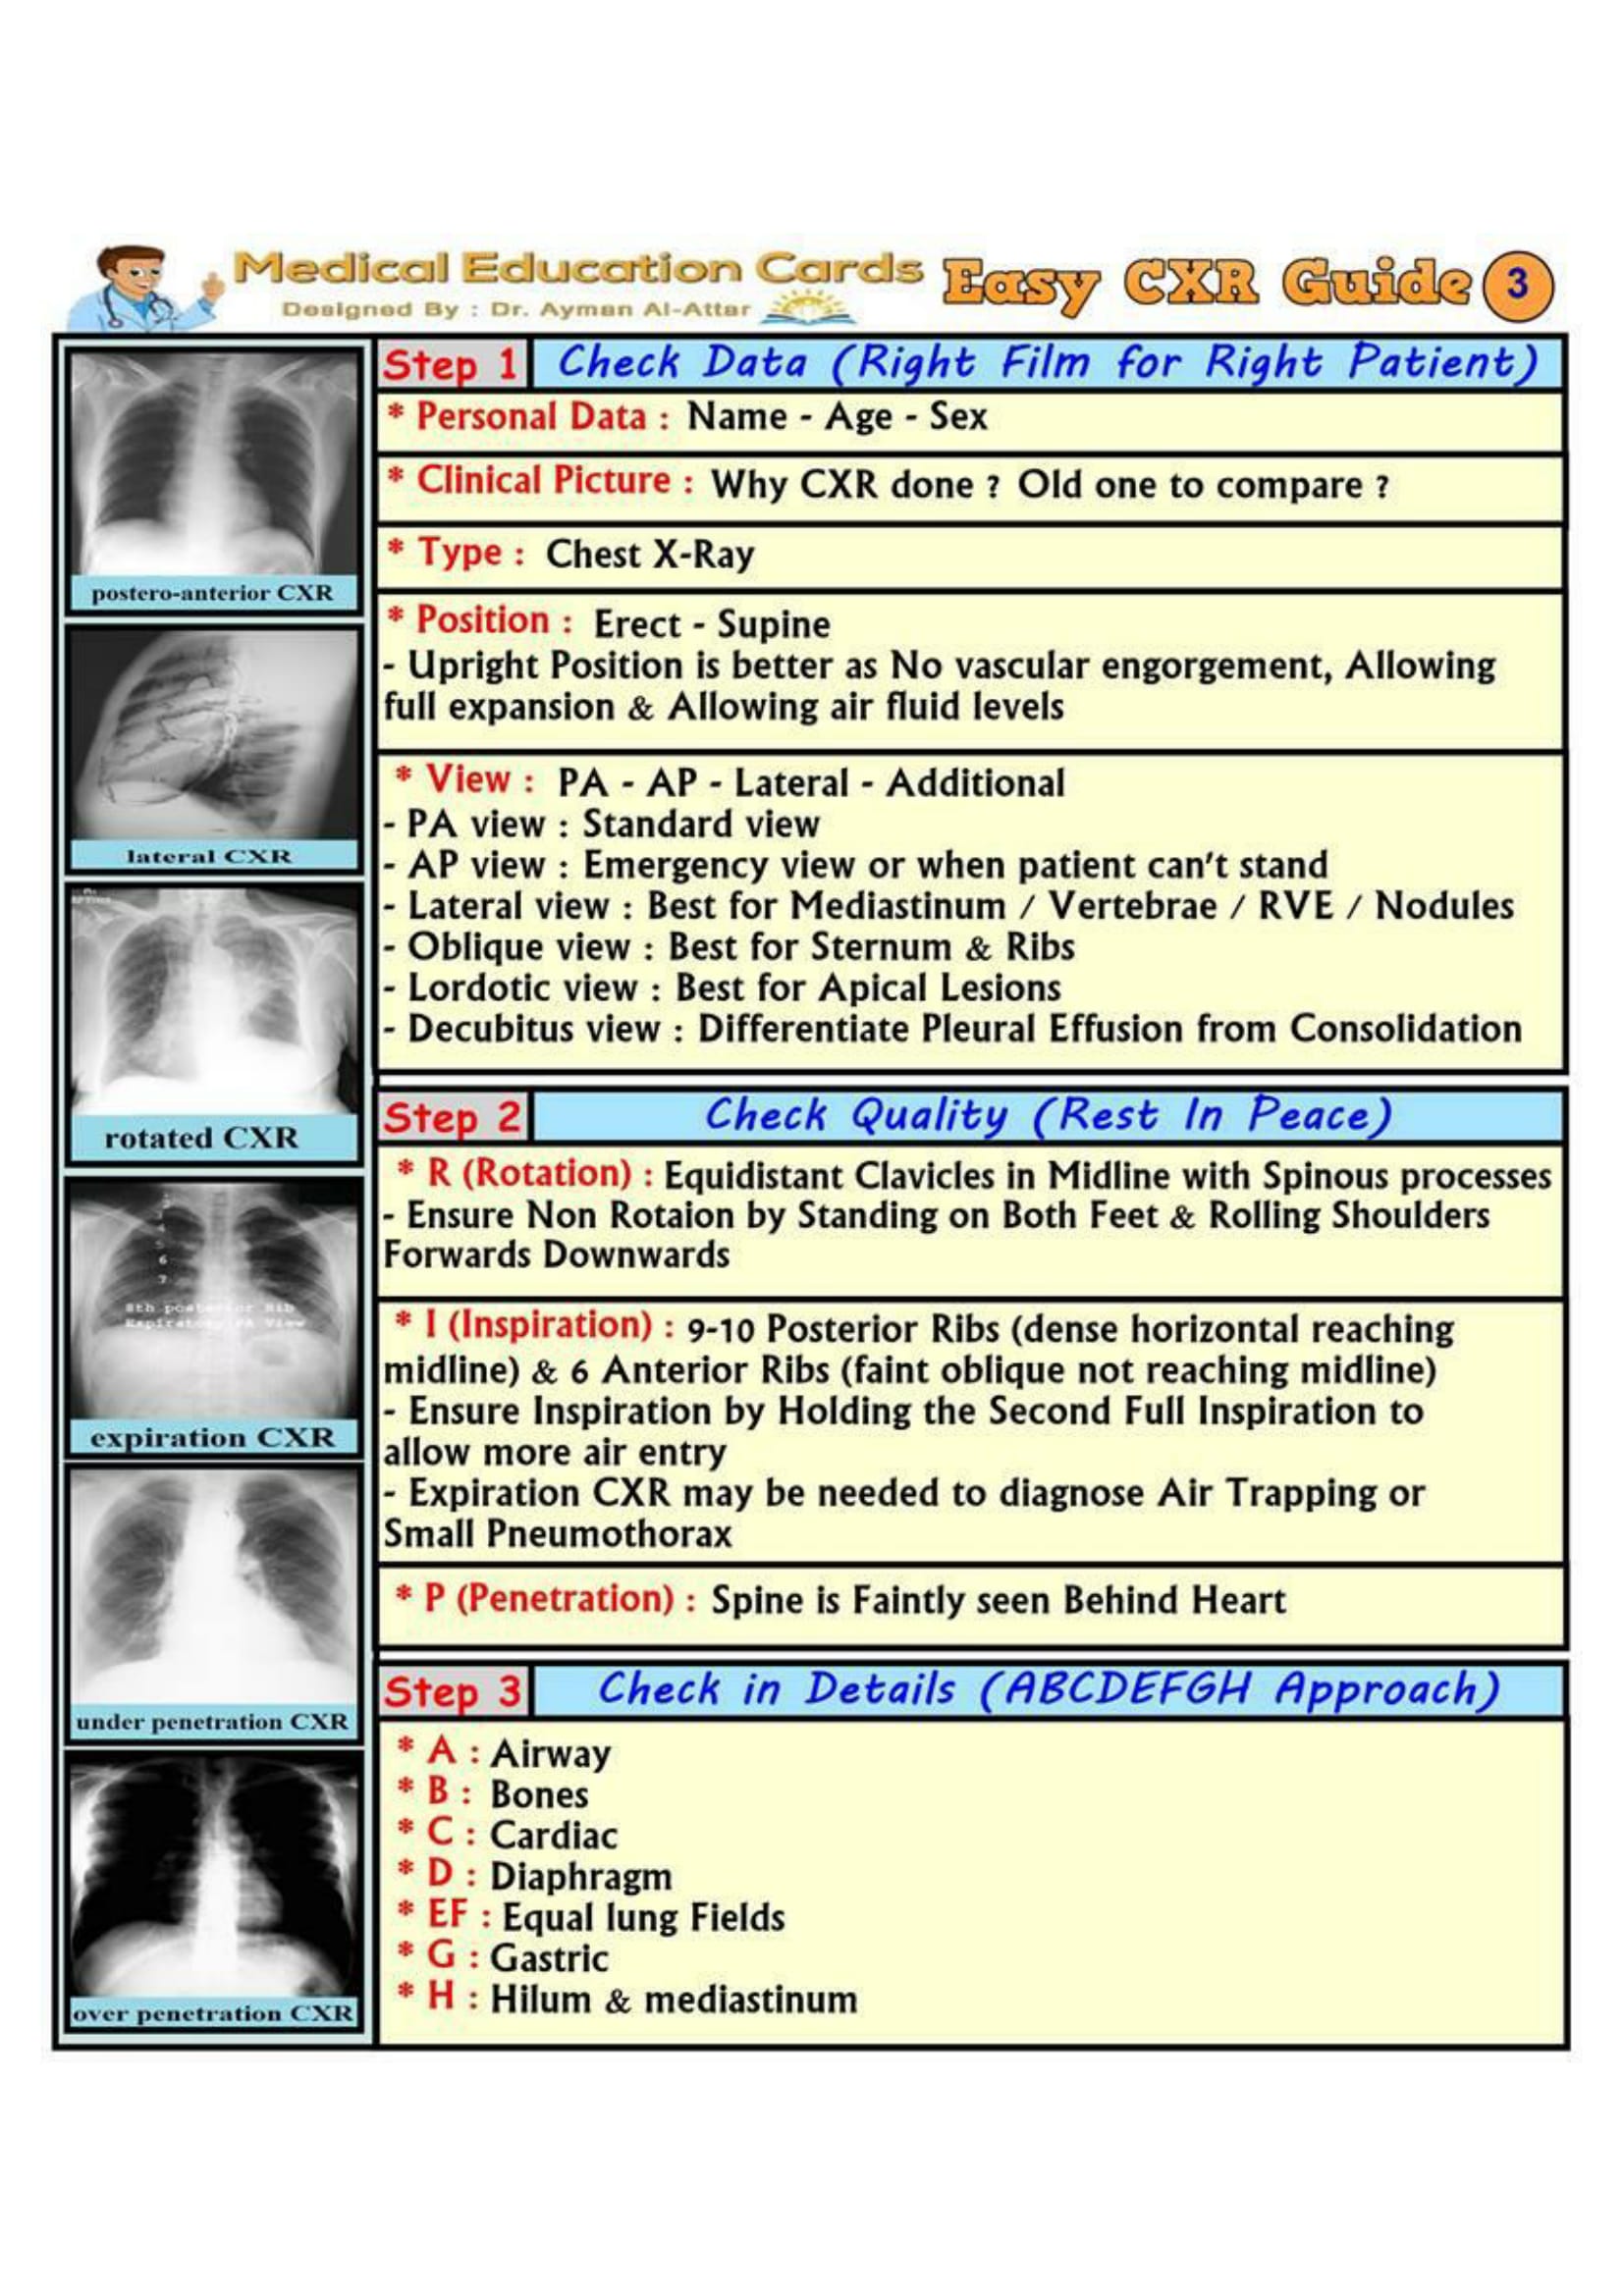 Medical Education Cards
Designed By : Dr. Ayman Al-Attar
Easy CXR Guide 3
Step 1 Check Data (Right Film for Right Patient)
* Personal Data : Name - Age - Sex
* Clinical Picture : Why CXR done ? Old one to compare ?
* Type : Chest X-Ray
* Position : Erect - Supine
- Upright Position is better as No vascular engorgement, Allowing
full expansion & Allowing air fluid levels
* View : PA - AP - Lateral - Additional
- PA view : Standard view
- AP view : Emergency view or when patient can't stand
- Lateral view : Best for Mediastinum / Vertebrae / RVE / Nodules
- Oblique view : Best for Sternum & Ribs
- Lordotic view : Best for Apical Lesions
- Decubitus view : Differentiate Pleural Effusion from Consolidation
Step 2 Check Quality (Rest In Peace)
* R (Rotation) : Equidistant Clavicles in Midline with Spinous processes
- Ensure Non Rotaion by Standing on Both Feet & Rolling Shoulders
Forwards Downwards
* I (Inspiration) : 9-10 Posterior Ribs (dense horizontal reaching
midline) & 6 Anterior Ribs (faint oblique not reaching midline)
- Ensure Inspiration by Holding the Second Full Inspiration to
allow more air entry
- Expiration CXR may be needed to diagnose Air Trapping or
Small Pneumothorax
* P (Penetration) : Spine is Faintly seen Behind Heart
Step 3 Check in Details (ABCDEFGH Approach)
* A : Airway
* B : Bones
* C : Cardiac
* D : Diaphragm
* EF : Equal lung Fields
* G : Gastric
* H : Hilum & mediastinum
postero-anterior CXR
lateral CXR
rotated CXR
6
7
8th posterior Rib
Expiratory PA View
expiration CXR
under penetration CXR
over penetration CXR